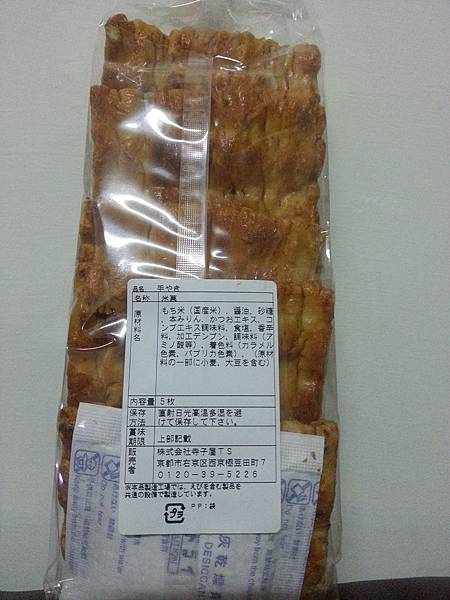 品名 手やき
名称 米菓
原材料名 もち米（国産米）、醤油、砂糖
、本みりん、かつおエキス、コ
ンブエキス調味料、食塩、香辛
料、加工デンプン、調味料（ア
ミノ酸等）、着色料（カラメル
色素、パプリカ色素）、（原材
料の一部に小麦、大豆を含む）
内容量 5枚
保存方法 直射日光高温多湿を避
けて保存して下さい。
賞味期限 上部記載
販売者 株式会社寺子屋TS
京都市右京区西京極豆田町7
0120-39-5226
※本品製造工場では、えびを含む製品を
共通の設備で製造しています。
プラ PP：袋
灰乾燥剤
DESICCAN